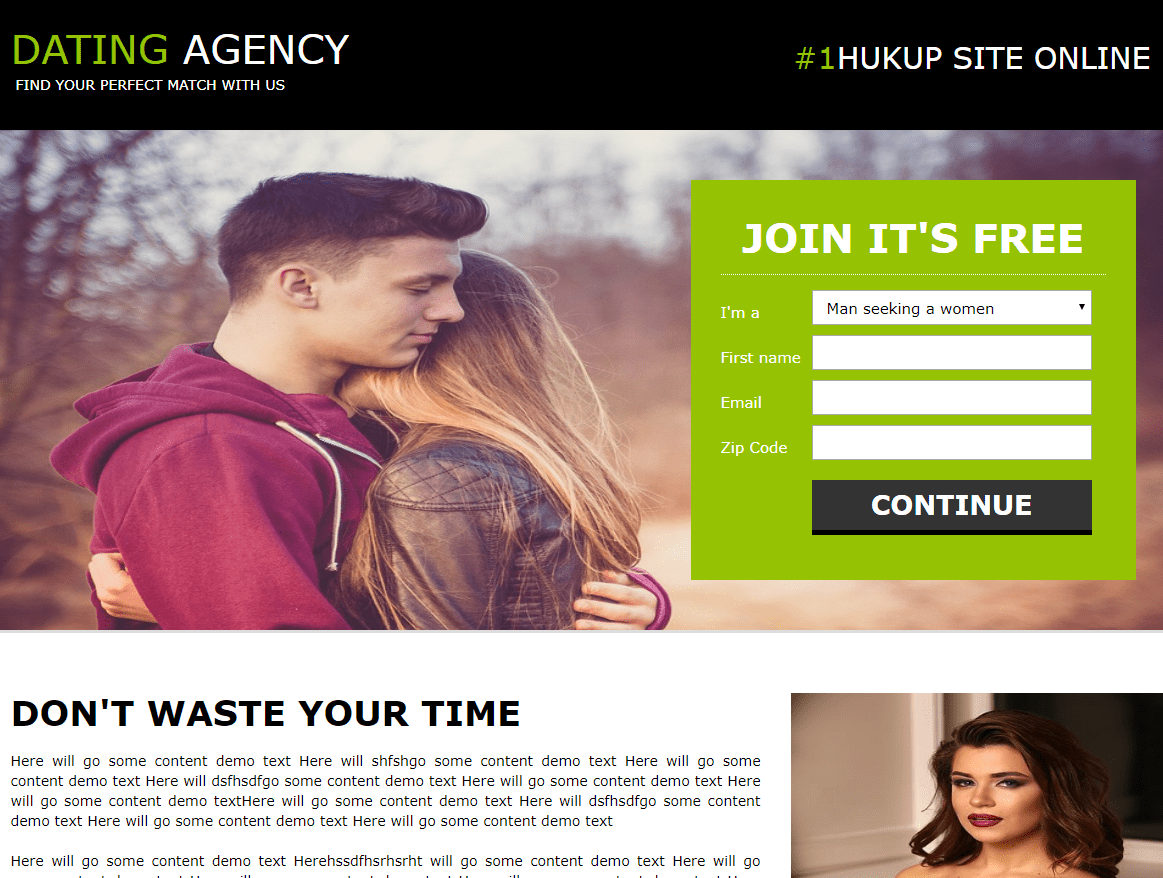 DATING AGENCY
FIND YOUR PERFECT MATCH WITH US
#1HUKUP SITE ONLINE
JOIN IT'S FREE
I'm a
Man seeking a women
First name
Email
Zip Code
CONTINUE
DON'T WASTE YOUR TIME
Here will go some content demo text Here will shfshgo some content demo text Here will go some
content demo text Here will dsfhsdfgo some content demo text Here will go some content demo text Here
will go some content demo textHere will go some content demo text Here will dsfhsdfgo some content
demo text Here will go some content demo text Here will go some content demo text
Here will go some content demo text Herehssdfhsrhsrht will go some content demo text Here will go